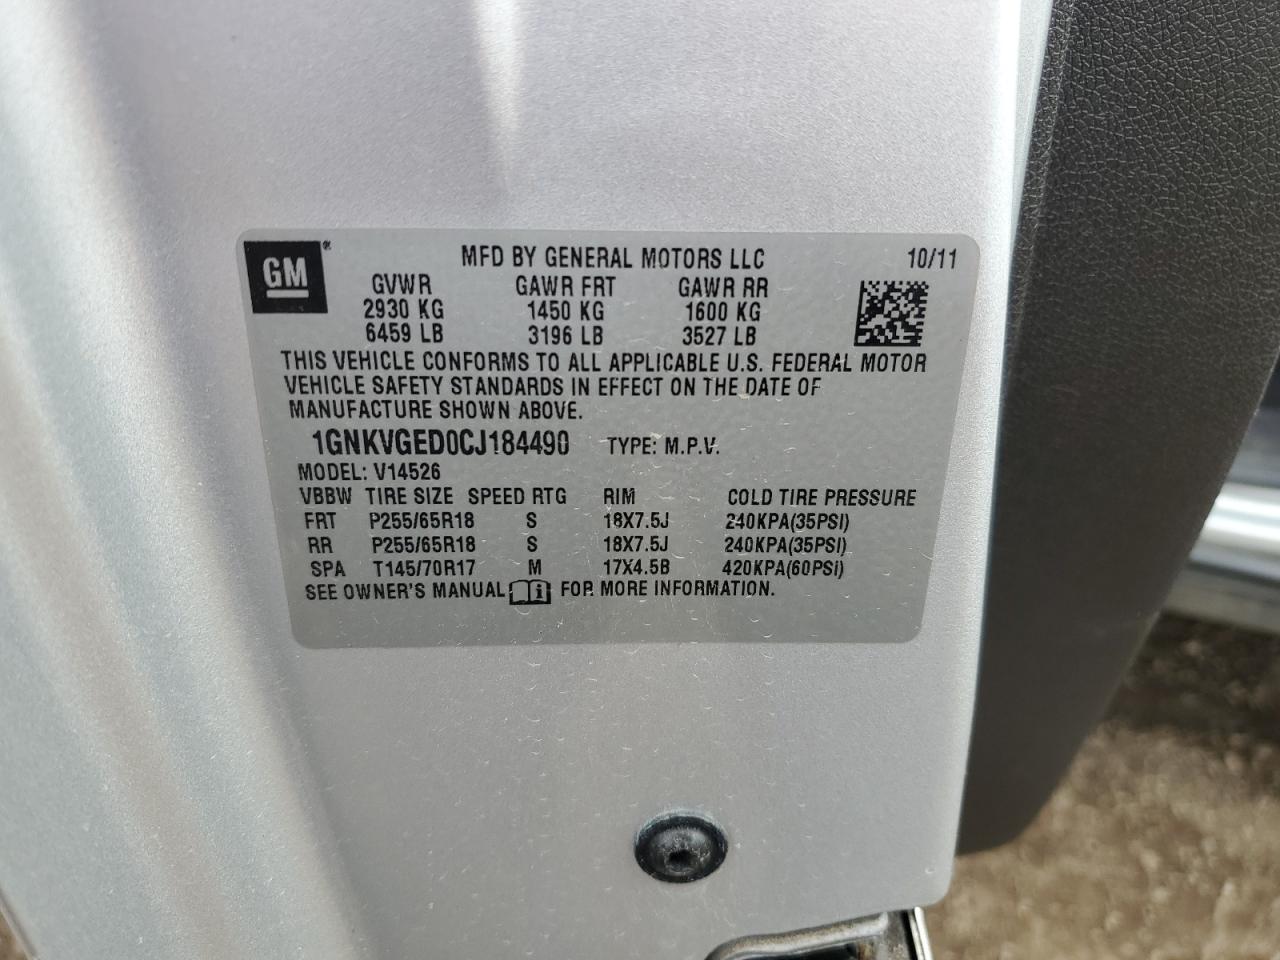 GM®
MFD BY GENERAL MOTORS LLC 10/11
GVWR GAWR FRT GAWR RR
2930 KG 1450 KG 1600 KG
6459 LB 3196 LB 3527 LB
THIS VEHICLE CONFORMS TO ALL APPLICABLE U.S. FEDERAL MOTOR
VEHICLE SAFETY STANDARDS IN EFFECT ON THE DATE OF
MANUFACTURE SHOWN ABOVE.
1GNKVGED0CJ184490 TYPE: M.P.V.
MODEL: V14526
VBBW TIRE SIZE SPEED RTG RIM COLD TIRE PRESSURE
FRT P255/65R18 S 18X7.5J 240KPA(35PSI)
RR P255/65R18 S 18X7.5J 240KPA(35PSI)
SPA T145/70R17 M 17X4.5B 420KPA(60PSI)
SEE OWNER'S MANUAL i FOR MORE INFORMATION.